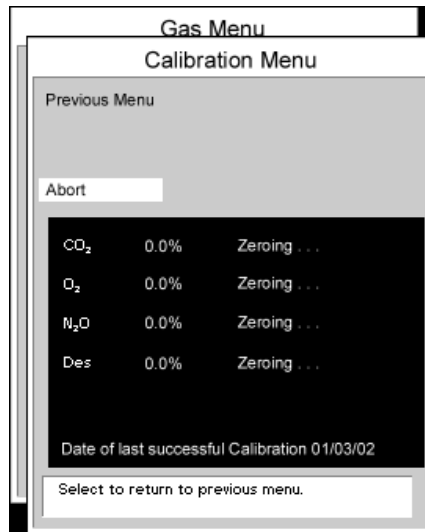 Gas Menu
Calibration Menu
Previous Menu
Abort
CO₂ 0.0% Zeroing . . .
O₂ 0.0% Zeroing . . .
N₂O 0.0% Zeroing . . .
Des 0.0% Zeroing . . .
Date of last successful Calibration 01/03/02
Select to return to previous menu.